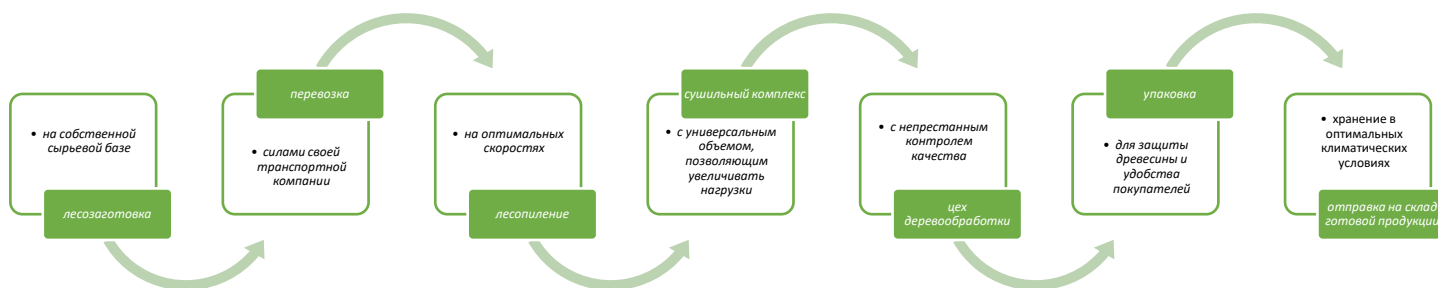 • на собственной
сырьевой базе
лесозаготовка
перевозка
• силами своей
транспортной
компании
• на оптимальных
скоростях
лесопиление
сушильный комплекс
• с универсальным
объемом,
позволяющим
увеличивать
нагрузки
• с непрестанным
контролем
качества
цех
деревообработки
упаковка
• для защиты
древесины и
удобства
покупателей
• хранение в
оптимальных
климатических
условиях
отправка на склад
готовой продукции